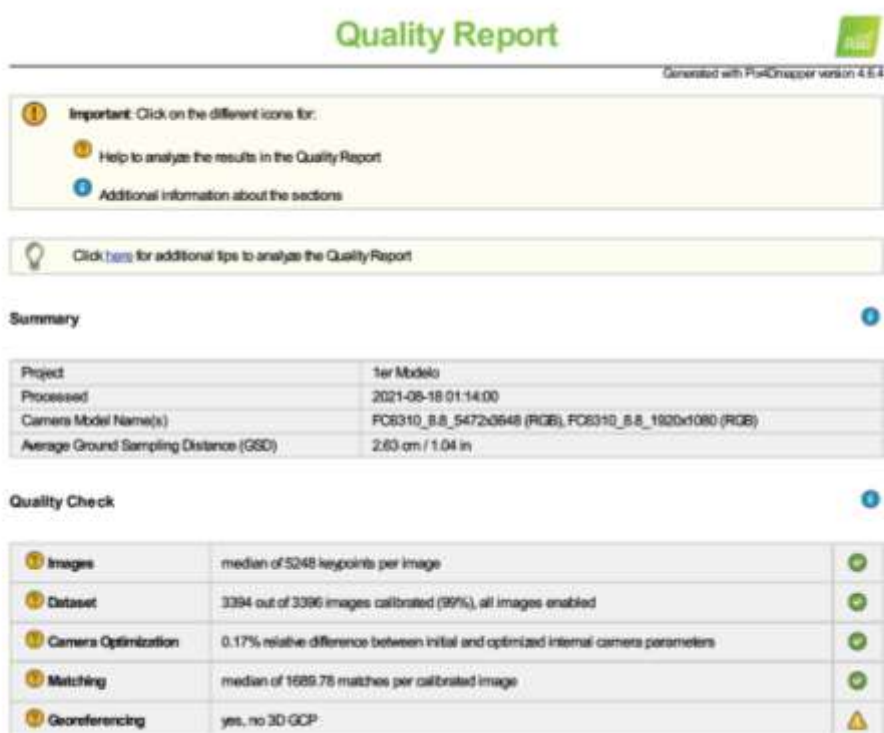 Quality Report
Generated with Pix4Dmapper version 4.6.4
Important: Click on the different icons for:
Help to analyze the results in the Quality Report
Additional information about the sections
Click here for additional tips to analyze the Quality Report
Summary
Project 1er Modelo
Processed 2021-08-18 01:14:00
Camera Model Name(s) FC6310_8.8_5472x3648 (RGB), FC6310_8.8_1920x1080 (RGB)
Average Ground Sampling Distance (GSD) 2.63 cm / 1.04 in
Quality Check
Images median of 5248 keypoints per image
Dataset 3394 out of 3396 images calibrated (99%), all images enabled
Camera Optimization 0.17% relative difference between initial and optimized internal camera parameters
Matching median of 1689.78 matches per calibrated image
Georeferencing yes, no 3D GCP